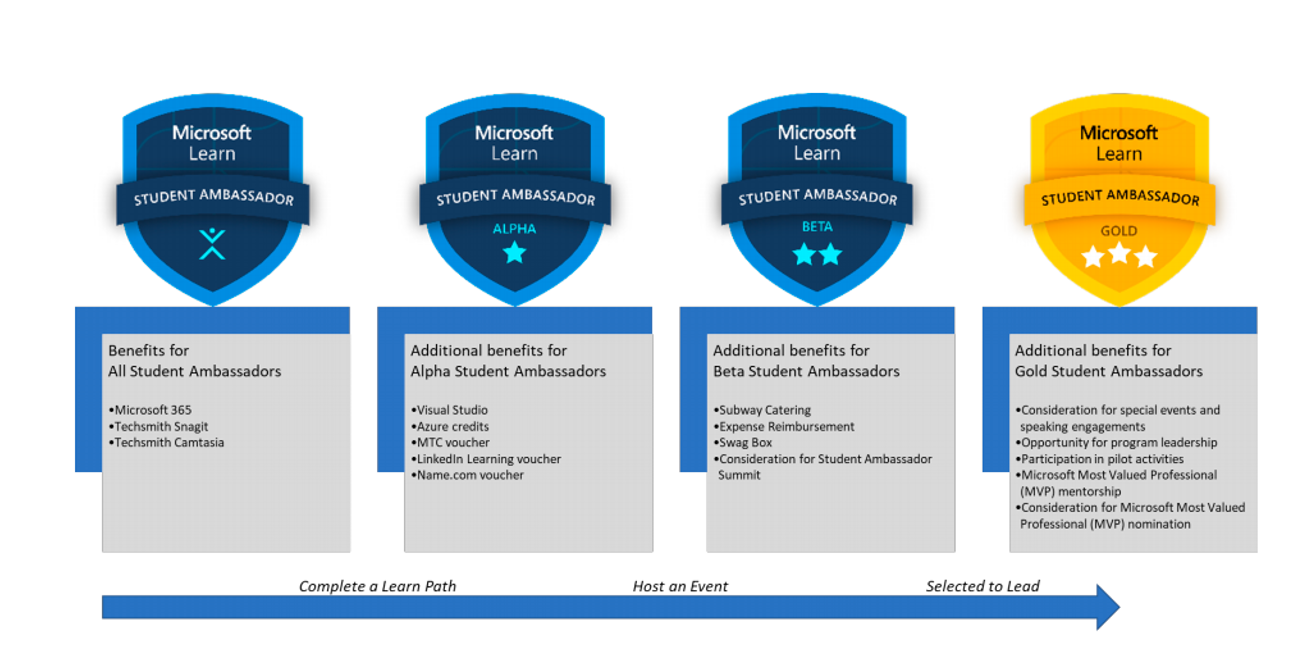 Microsoft
Learn
STUDENT AMBASSADOR
Microsoft
Learn
STUDENT AMBASSADOR
ALPHA
Microsoft
Learn
STUDENT AMBASSADOR
BETA
Microsoft
Learn
STUDENT AMBASSADOR
GOLD
Benefits for
All Student Ambassadors
•Microsoft 365
•Techsmith Snagit
•Techsmith Camtasia
Additional benefits for
Alpha Student Ambassadors
•Visual Studio
•Azure credits
•MTC voucher
•LinkedIn Learning voucher
•Name.com voucher
Additional benefits for
Beta Student Ambassadors
•Subway Catering
•Expense Reimbursement
•Swag Box
•Consideration for Student Ambassador
Summit
Additional benefits for
Gold Student Ambassadors
•Consideration for special events and
speaking engagements
•Opportunity for program leadership
•Participation in pilot activities
•Microsoft Most Valued Professional
(MVP) mentorship
•Consideration for Microsoft Most Valued
Professional (MVP) nomination
Complete a Learn Path
Host an Event
Selected to Lead